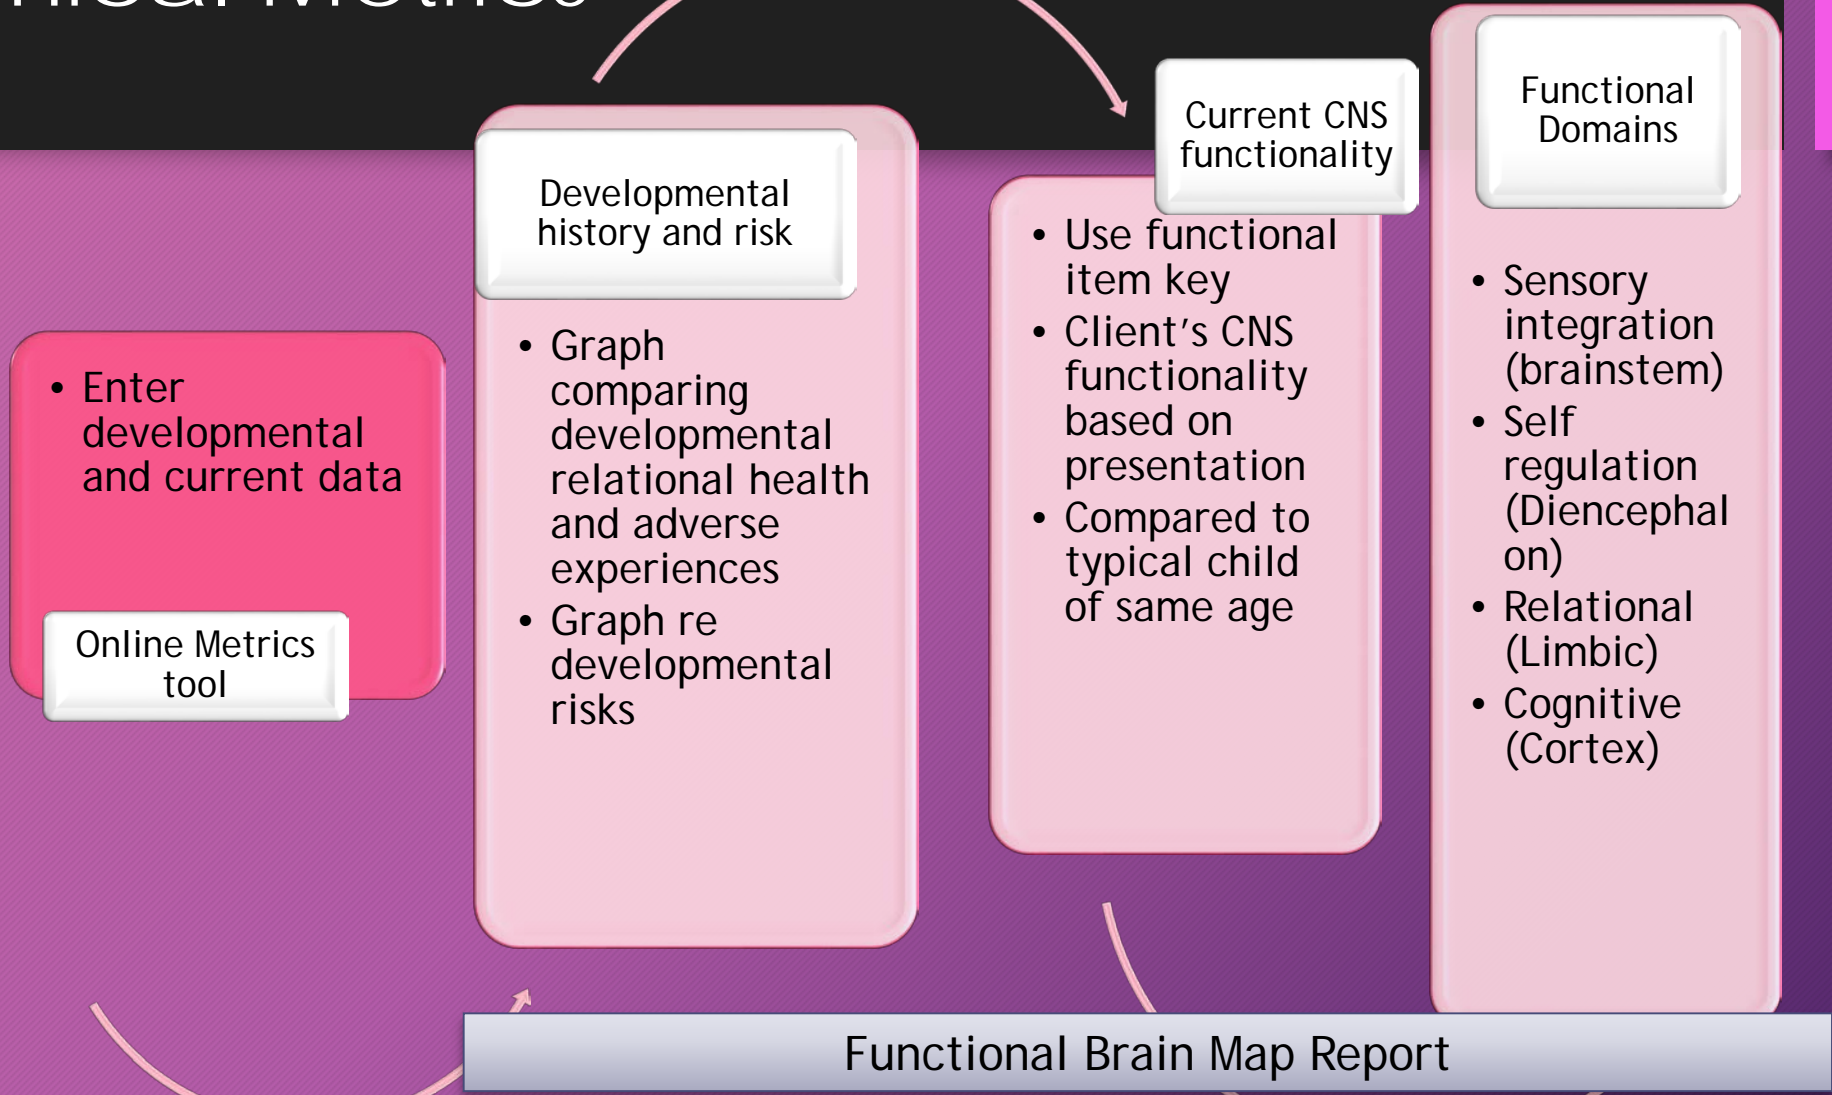 Metrics
Enter
developmental
and current data
Online Metrics
tool
Developmental
history and risk
• Graph
comparing
developmental
relational health
and adverse
experiences
• Graph re
developmental
risks
Current CNS
functionality
• Use functional
item key
• Client’s CNS
functionality
based on
presentation
• Compared to
typical child
of same age
Functional
Domains
• Sensory
integration
(brainstem)
• Self
regulation
(Diencephal
on)
• Relational
(Limbic)
• Cognitive
(Cortex)
Functional Brain Map Report